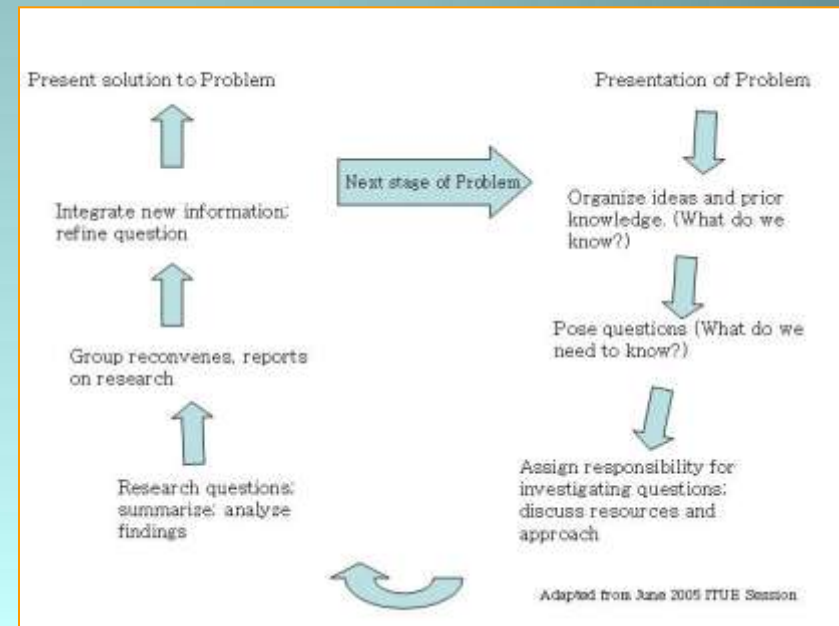 Present solution to Problem
Integrate new information;
refine question
Group reconvenes, reports
on research
Research questions;
summarize; analyze
findings
Next stage of Problem
Presentation of Problem
Organize ideas and prior
knowledge. (What do we
know?)
Pose questions (What do we
need to know?)
Assign responsibility for
investigating questions;
discuss resources and
approach
Adapted from June 2005 ITUE Session